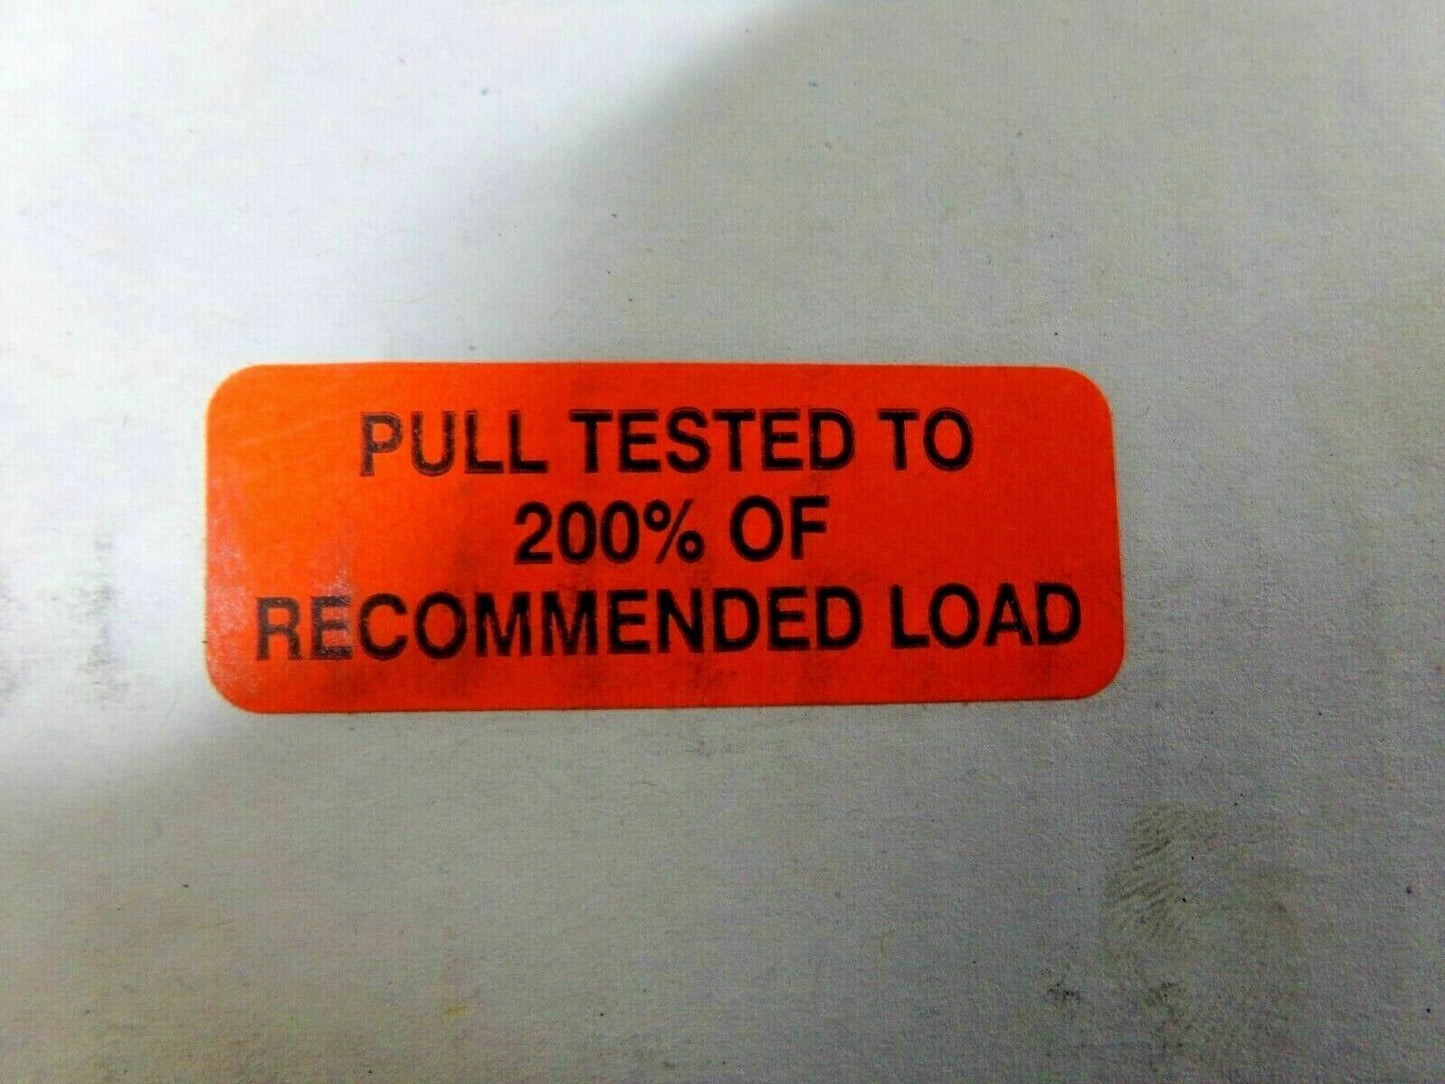 PULL TESTED TO
200% OF
RECOMMENDED LOAD